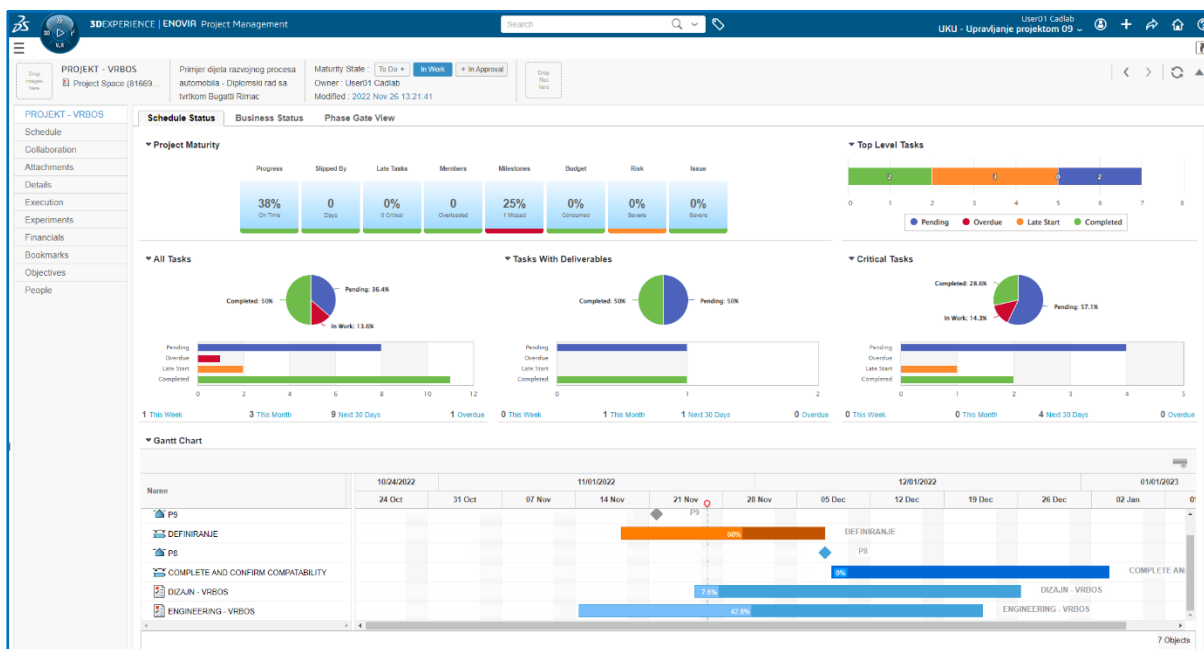 3DEXPERIENCE | ENOVIA Project Management
Search
User01 Cadlab
UKU - Upravljanje projektom 09
3D
V.R
Drop images here
PROJEKT - VRBOS
Project Space (81669...
Primjer dijela razvojnog procesa
automobila - Diplomski rad sa
tvrtkom Bugatti Rimac
Maturity State : To Do + In Work + In Approval
Owner : User01 Cadlab
Modified : 2022 Nov 26 13:21:41
Drop files here
PROJEKT - VRBOS
Schedule
Collaboration
Attachments
Details
Execution
Experiments
Financials
Bookmarks
Objectives
People
Schedule Status Business Status Phase Gate View
Project Maturity
Progress Slipped By Late Tasks Members Milestones Budget Risk Issue
38% 0 0% 0 25% 0% 0% 0%
On Time Days 0 Critical Overloaded 1 Missed Consumed Severe Severe
Top Level Tasks
2 3 0 2
0 1 2 3 4 5 6 7 8
Pending Overdue Late Start Completed
All Tasks
Completed: 50%
Pending: 36.4%
In Work: 13.6%
Pending
Overdue
Late Start
Completed
0 2 4 6 8 10 12
1 This Week 3 This Month 9 Next 30 Days 1 Overdue
Tasks With Deliverables
Completed: 50%
Pending: 50%
Pending
Overdue
Late Start
Completed
0 1 2
0 This Week 1 This Month 1 Next 30 Days 0 Overdue
Critical Tasks
Completed: 28.6%
Pending: 57.1%
In Work: 14.3%
Pending
Overdue
Late Start
Completed
0 1 2 3 4 5
0 This Week 0 This Month 4 Next 30 Days 0 Overdue
Gantt Chart
Name
10/24/2022 11/01/2022 12/01/2022 01/01/2023
24 Oct 31 Oct 07 Nov 14 Nov 21 Nov 28 Nov 05 Dec 12 Dec 19 Dec 26 Dec 02 Jan
P9 P9
DEFINIRANJE 60% DEFINIRANJE
P8 P8
COMPLETE AND CONFIRM COMPATABILITY 0% COMPLETE AN
DIZAJN - VRBOS 7.6% DIZAJN - VRBOS
ENGINEERING - VRBOS 42.8% ENGINEERING - VRBOS
7 Objects